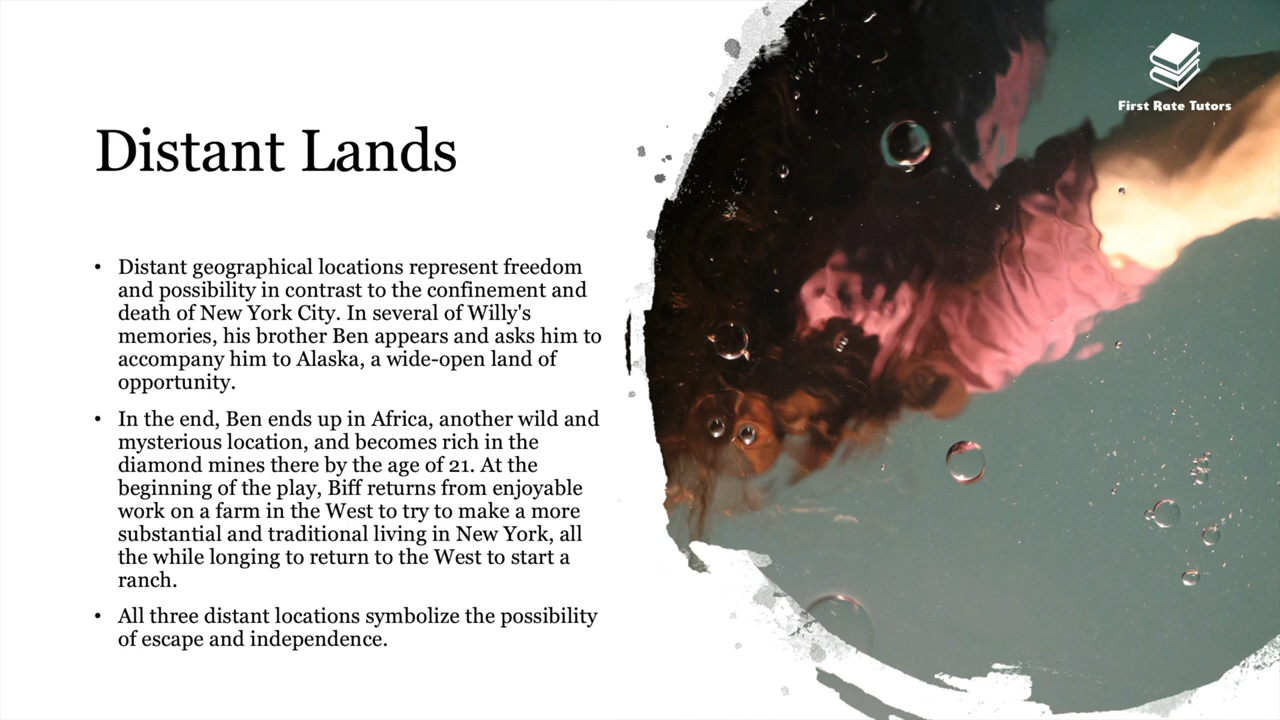 First Rate Tutors
Distant Lands
• Distant geographical locations represent freedom
and possibility in contrast to the confinement and
death of New York City. In several of Willy's
memories, his brother Ben appears and asks him to
accompany him to Alaska, a wide-open land of
opportunity.
• In the end, Ben ends up in Africa, another wild and
mysterious location, and becomes rich in the
diamond mines there by the age of 21. At the
beginning of the play, Biff returns from enjoyable
work on a farm in the West to try to make a more
substantial and traditional living in New York, all
the while longing to return to the West to start a
ranch.
• All three distant locations symbolize the possibility
of escape and independence.